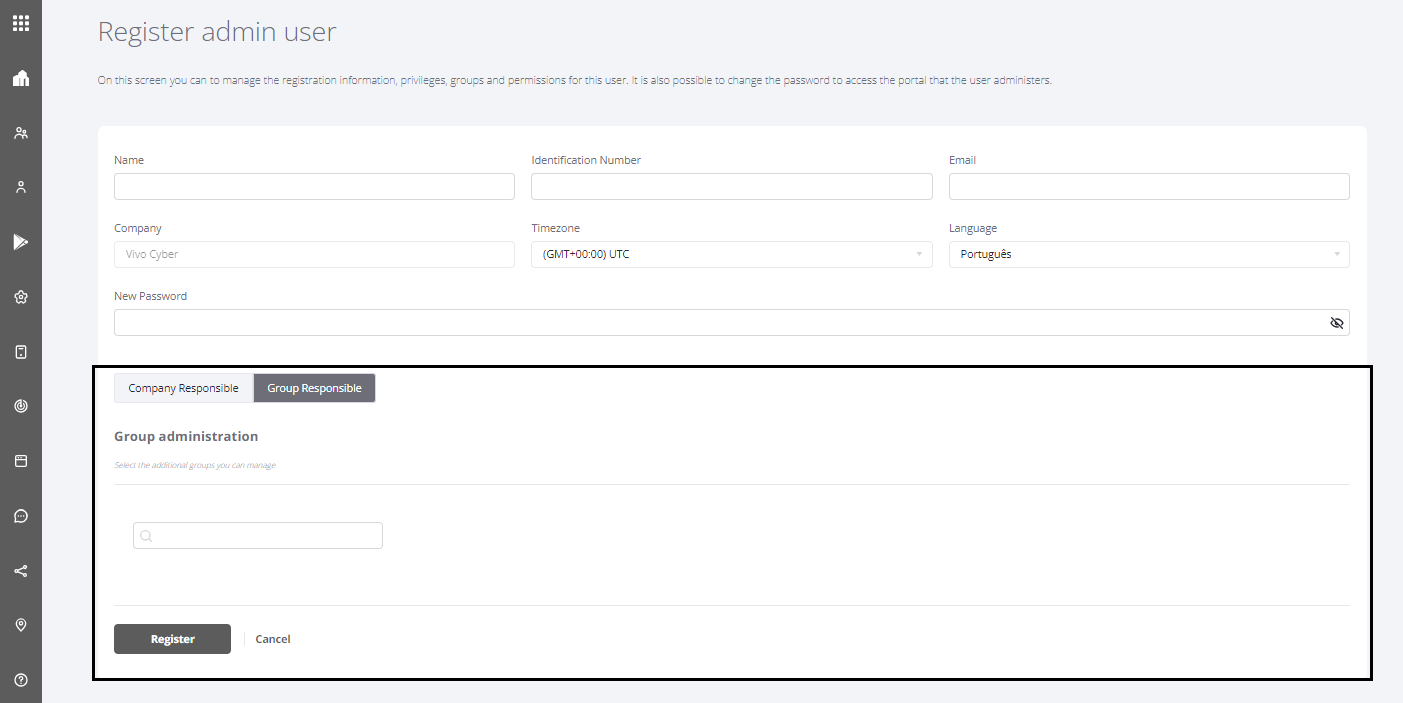 Register admin user
On this screen you can to manage the registration information, privileges, groups and permissions for this user. It is also possible to change the password to access the portal that the user administers.
Name
Identification Number
Email
Company
Timezone
Language
Vivo Cyber
(GMT+00:00) UTC
Português
New Password
Company Responsible
Group Responsible
Group administration
Select the additional groups you can manage
Register
Cancel